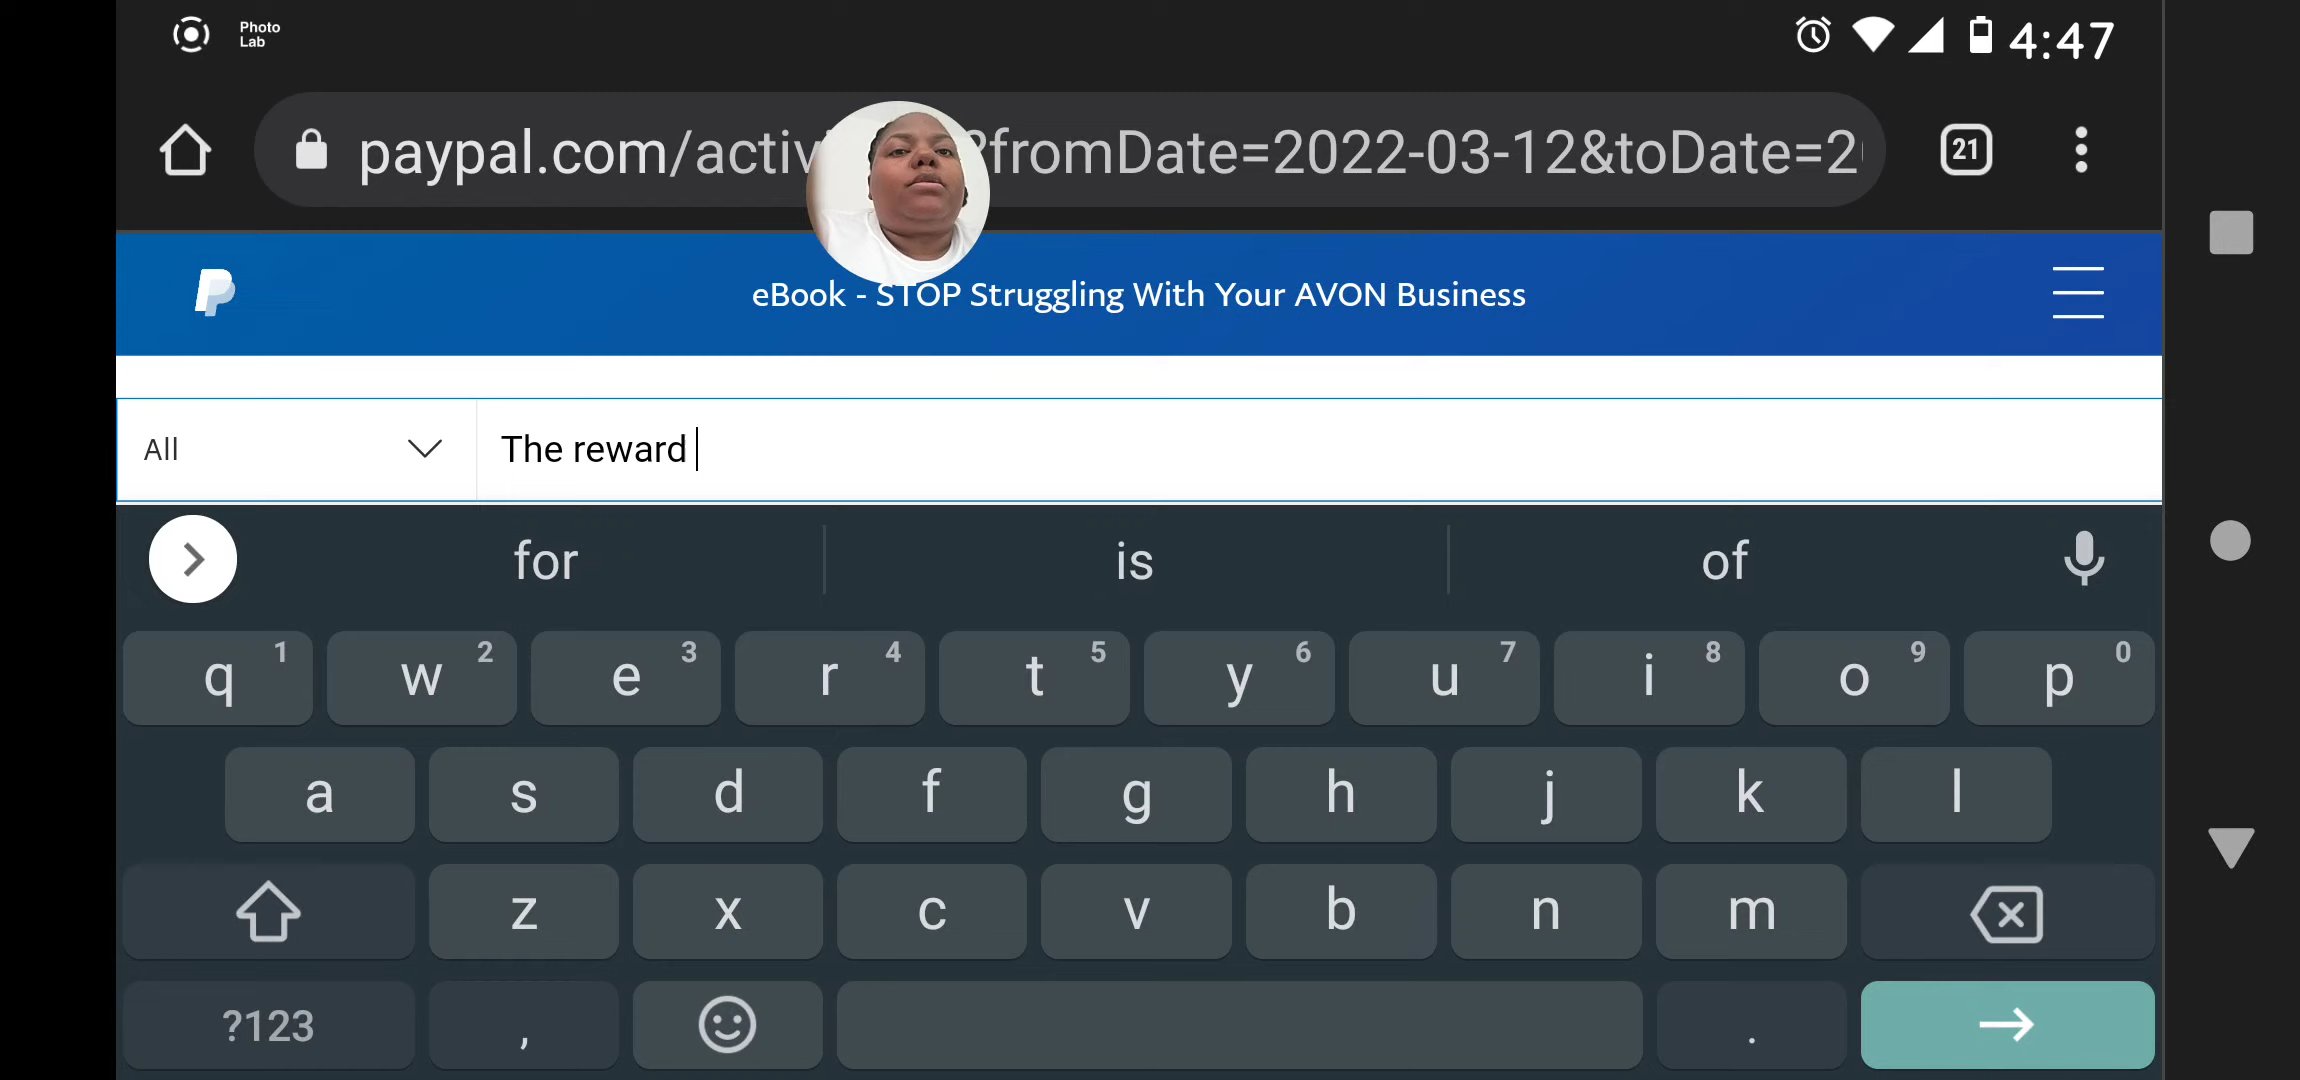 Photo
Lab
4:47
paypal.com/activ ?fromDate=2022-03-12&toDate=2
21
eBook - STOP Struggling With Your AVON Business
All
The reward
for is of
q 1 w 2 e 3 r 4 t 5 y 6 u 7 i 8 o 9 p 0
a s d f g h j k l
z x c v b n m
?123 , .